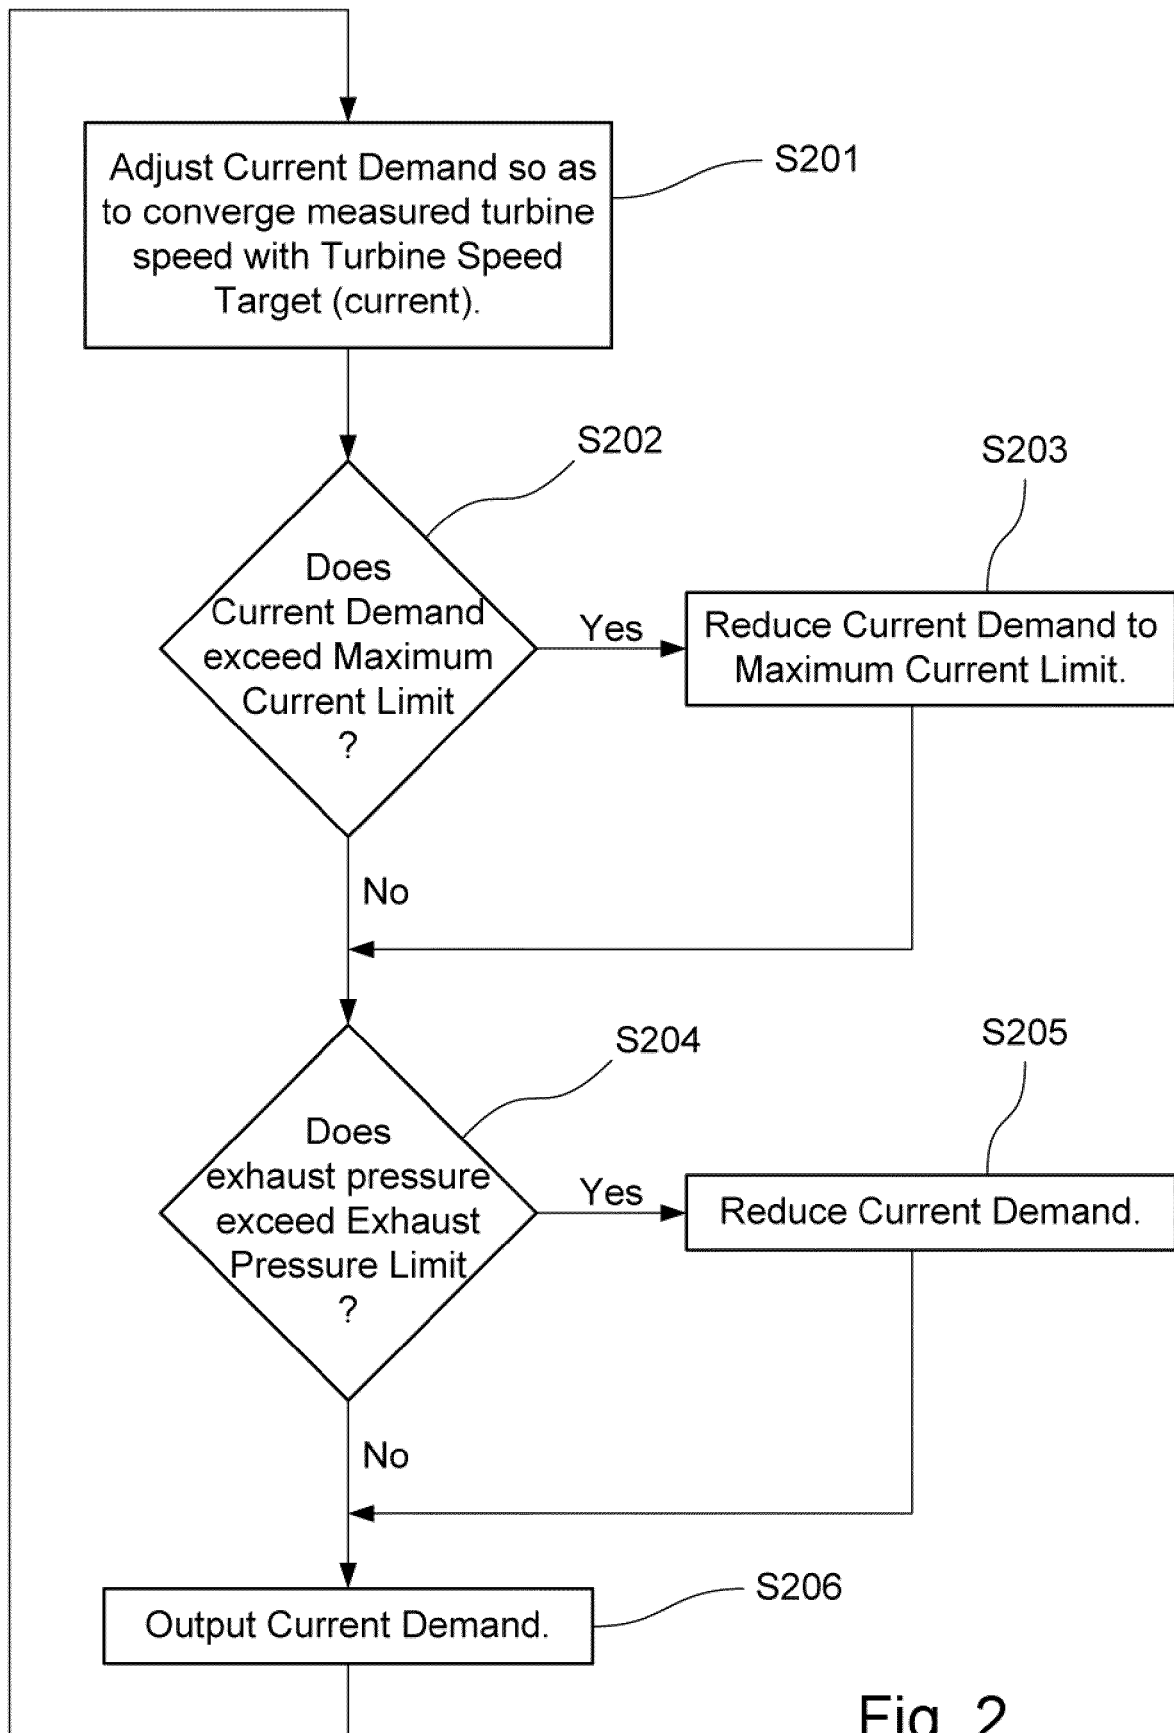 Adjust Current Demand so as
to converge measured turbine
speed with Turbine Speed
Target (current).
S201
S202
Does
Current Demand
exceed Maximum
Current Limit
?
Yes
S203
Reduce Current Demand to
Maximum Current Limit.
No
S204
Does
exhaust pressure
exceed Exhaust
Pressure Limit
?
Yes
S205
Reduce Current Demand.
No
S206
Output Current Demand.
Fig. 2